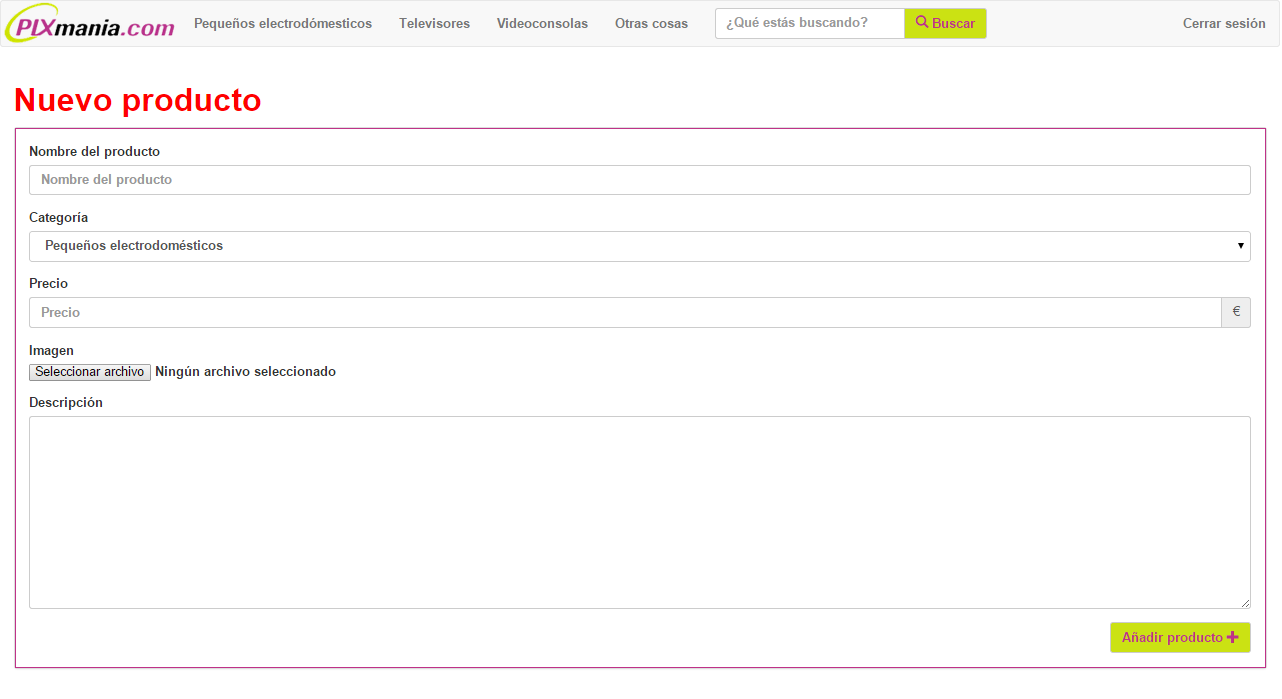 PIXmania.com Pequeños electrodómesticos Televisores Videoconsolas Otras cosas ¿Qué estás buscando? Buscar Cerrar sesión
Nuevo producto
Nombre del producto
Nombre del producto
Categoría
Pequeños electrodomésticos
Precio
Precio €
Imagen
Seleccionar archivo Ningún archivo seleccionado
Descripción
Añadir producto